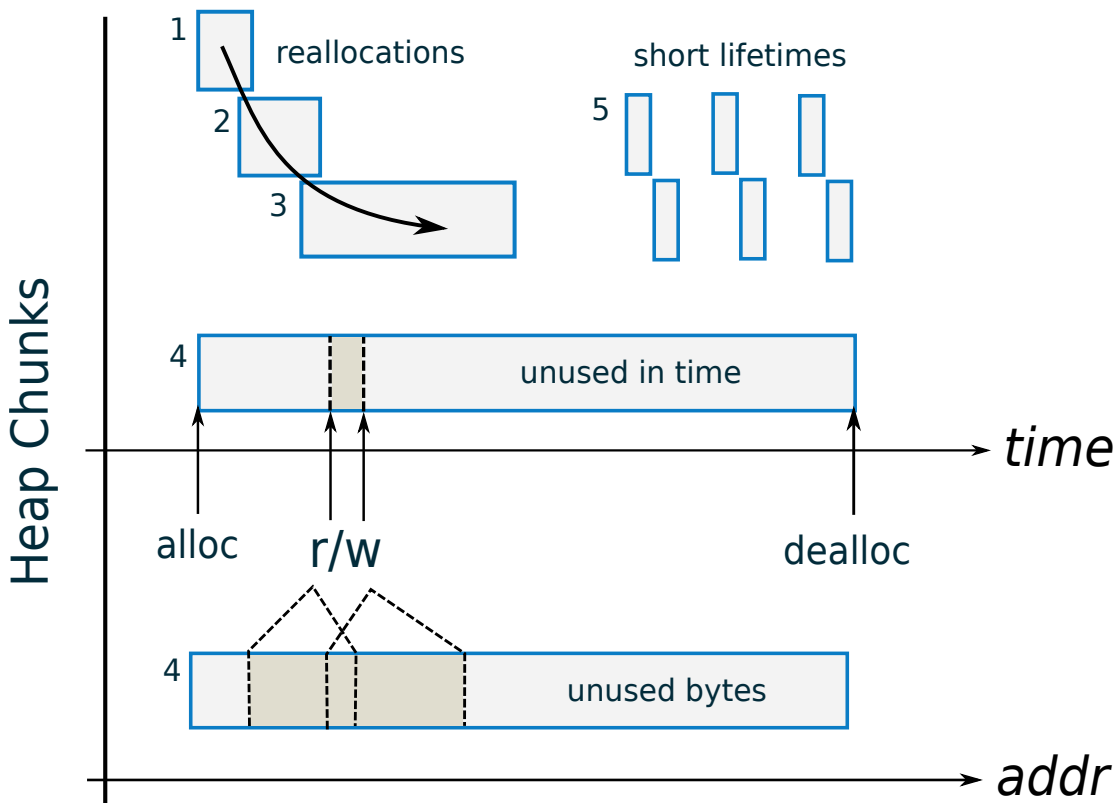 1
reallocations
short lifetimes
2
5
3
Heap Chunks
4
unused in time
time
alloc
r/w
dealloc
4
unused bytes
addr